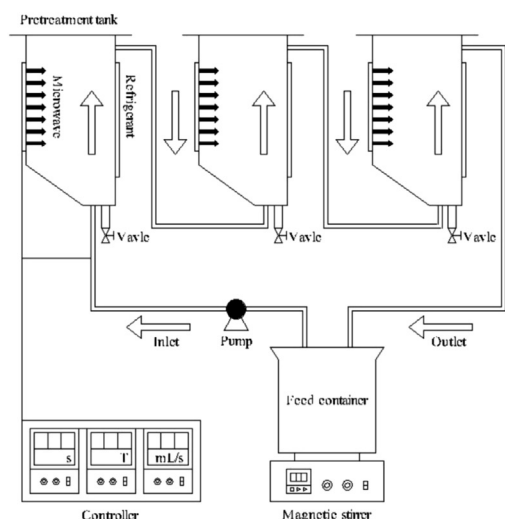 Pretreatment tank
Microwave
Refrigerant
Vavle
Vavle
Vavle
Inlet
Pump
Outlet
Feed container
s
T
mL/s
Controller
Magnetic stirrer